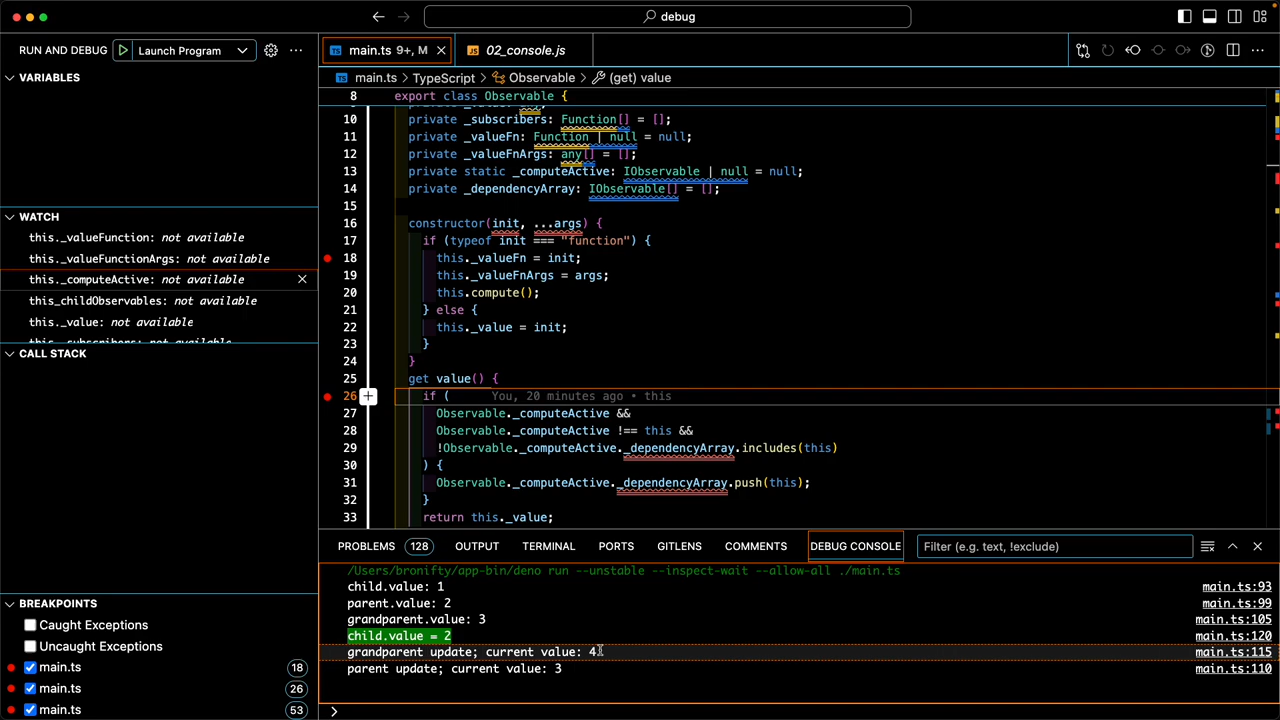 debug
RUN AND DEBUG Launch Program
main.ts 9+, M 02_console.js
VARIABLES
main.ts > TypeScript > Observable > (get) value
8 export class Observable {
10 private _subscribers: Function[] = [];
11 private _valueFn: Function | null = null;
12 private _valueFnArgs: any[] = [];
13 private static _computeActive: IObservable | null = null;
14 private _dependencyArray: IObservable[] = [];
15
16 constructor(init, ...args) {
17 if (typeof init === "function") {
18 this._valueFn = init;
19 this._valueFnArgs = args;
20 this.compute();
21 } else {
22 this._value = init;
23 }
24 }
25 get value() {
26 if ( You, 20 minutes ago • this
27 Observable._computeActive &&
28 Observable._computeActive !== this &&
29 !Observable._computeActive._dependencyArray.includes(this)
30 ) {
31 Observable._computeActive._dependencyArray.push(this);
32 }
33 return this._value;
WATCH
this._valueFunction: not available
this._valueFunctionArgs: not available
this._computeActive: not available
this_childObservables: not available
this._value: not available
this._subscribers: not available
CALL STACK
BREAKPOINTS
Caught Exceptions
Uncaught Exceptions
main.ts 18
main.ts 26
main.ts 53
PROBLEMS 128 OUTPUT TERMINAL PORTS GITLENS COMMENTS DEBUG CONSOLE Filter (e.g. text, !exclude)
/Users/bronifty/app-bin/deno run --unstable --inspect-wait --allow-all ./main.ts
child.value: 1 main.ts:93
parent.value: 2 main.ts:99
grandparent.value: 3 main.ts:105
child.value = 2 main.ts:120
grandparent update; current value: 4 main.ts:115
parent update; current value: 3 main.ts:110
>